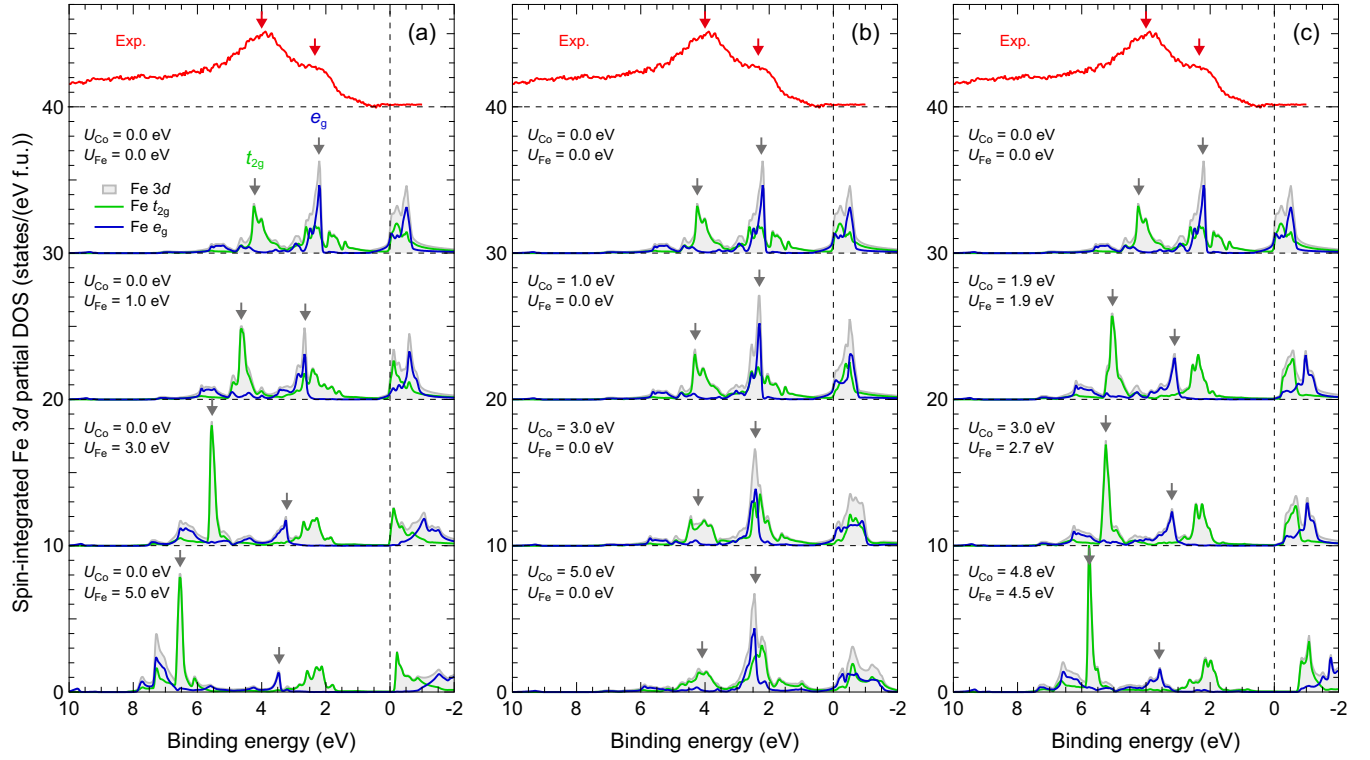 Exp.
(a)
Exp.
(b)
Exp.
(c)
Spin-integrated Fe 3d partial DOS (states/(eV f.u.))
40
U_Co = 0.0 eV
U_Fe = 0.0 eV
t_2g
e_g
Fe 3d
Fe t_2g
Fe e_g
30
U_Co = 0.0 eV
U_Fe = 1.0 eV
20
U_Co = 0.0 eV
U_Fe = 3.0 eV
10
U_Co = 0.0 eV
U_Fe = 5.0 eV
0
10 8 6 4 2 0 -2
Binding energy (eV)
40
U_Co = 0.0 eV
U_Fe = 0.0 eV
30
U_Co = 1.0 eV
U_Fe = 0.0 eV
20
U_Co = 3.0 eV
U_Fe = 0.0 eV
10
U_Co = 5.0 eV
U_Fe = 0.0 eV
0
10 8 6 4 2 0 -2
Binding energy (eV)
40
U_Co = 0.0 eV
U_Fe = 0.0 eV
30
U_Co = 1.9 eV
U_Fe = 1.9 eV
20
U_Co = 3.0 eV
U_Fe = 2.7 eV
10
U_Co = 4.8 eV
U_Fe = 4.5 eV
0
10 8 6 4 2 0 -2
Binding energy (eV)